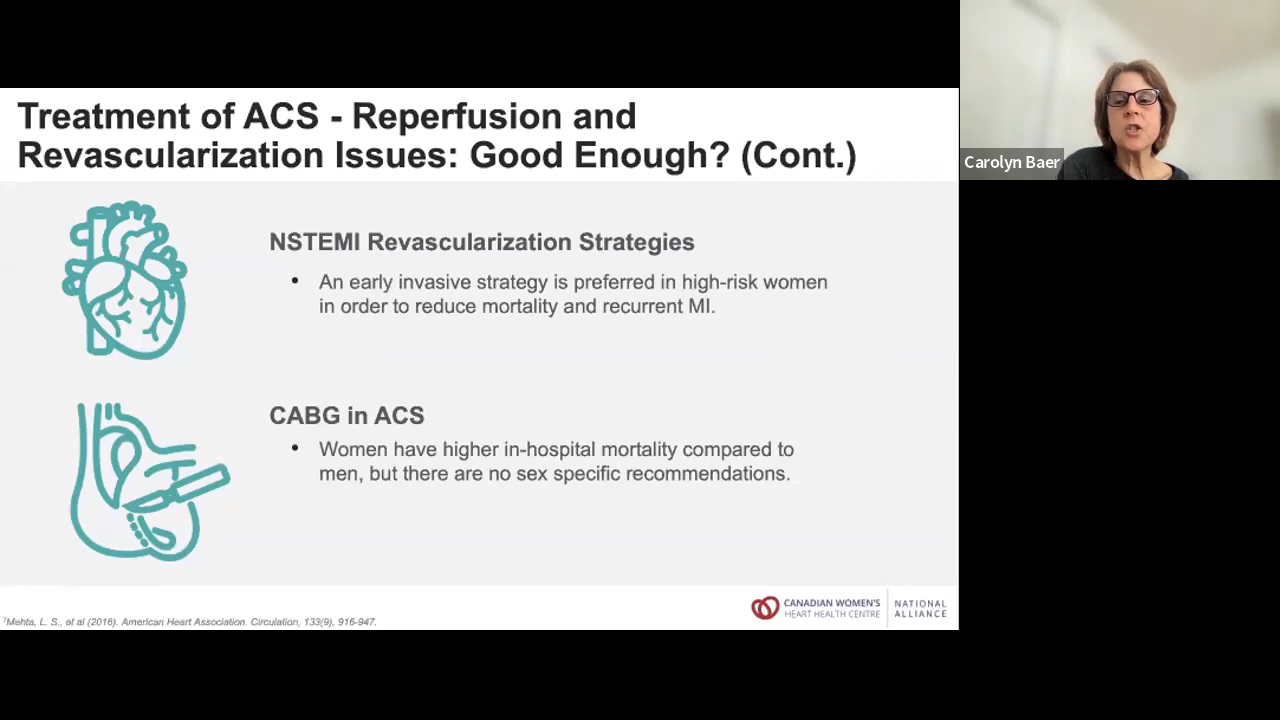 Treatment of ACS - Reperfusion and
Revascularization Issues: Good Enough? (Cont.)
Carolyn Baer
NSTEMI Revascularization Strategies
• An early invasive strategy is preferred in high-risk women
in order to reduce mortality and recurrent MI.
CABG in ACS
• Women have higher in-hospital mortality compared to
men, but there are no sex specific recommendations.
CANADIAN WOMEN'S
HEART HEALTH CENTRE
NATIONAL
ALLIANCE
⁷Mehta, L. S., et al (2016). American Heart Association. Circulation, 133(9), 916-947.